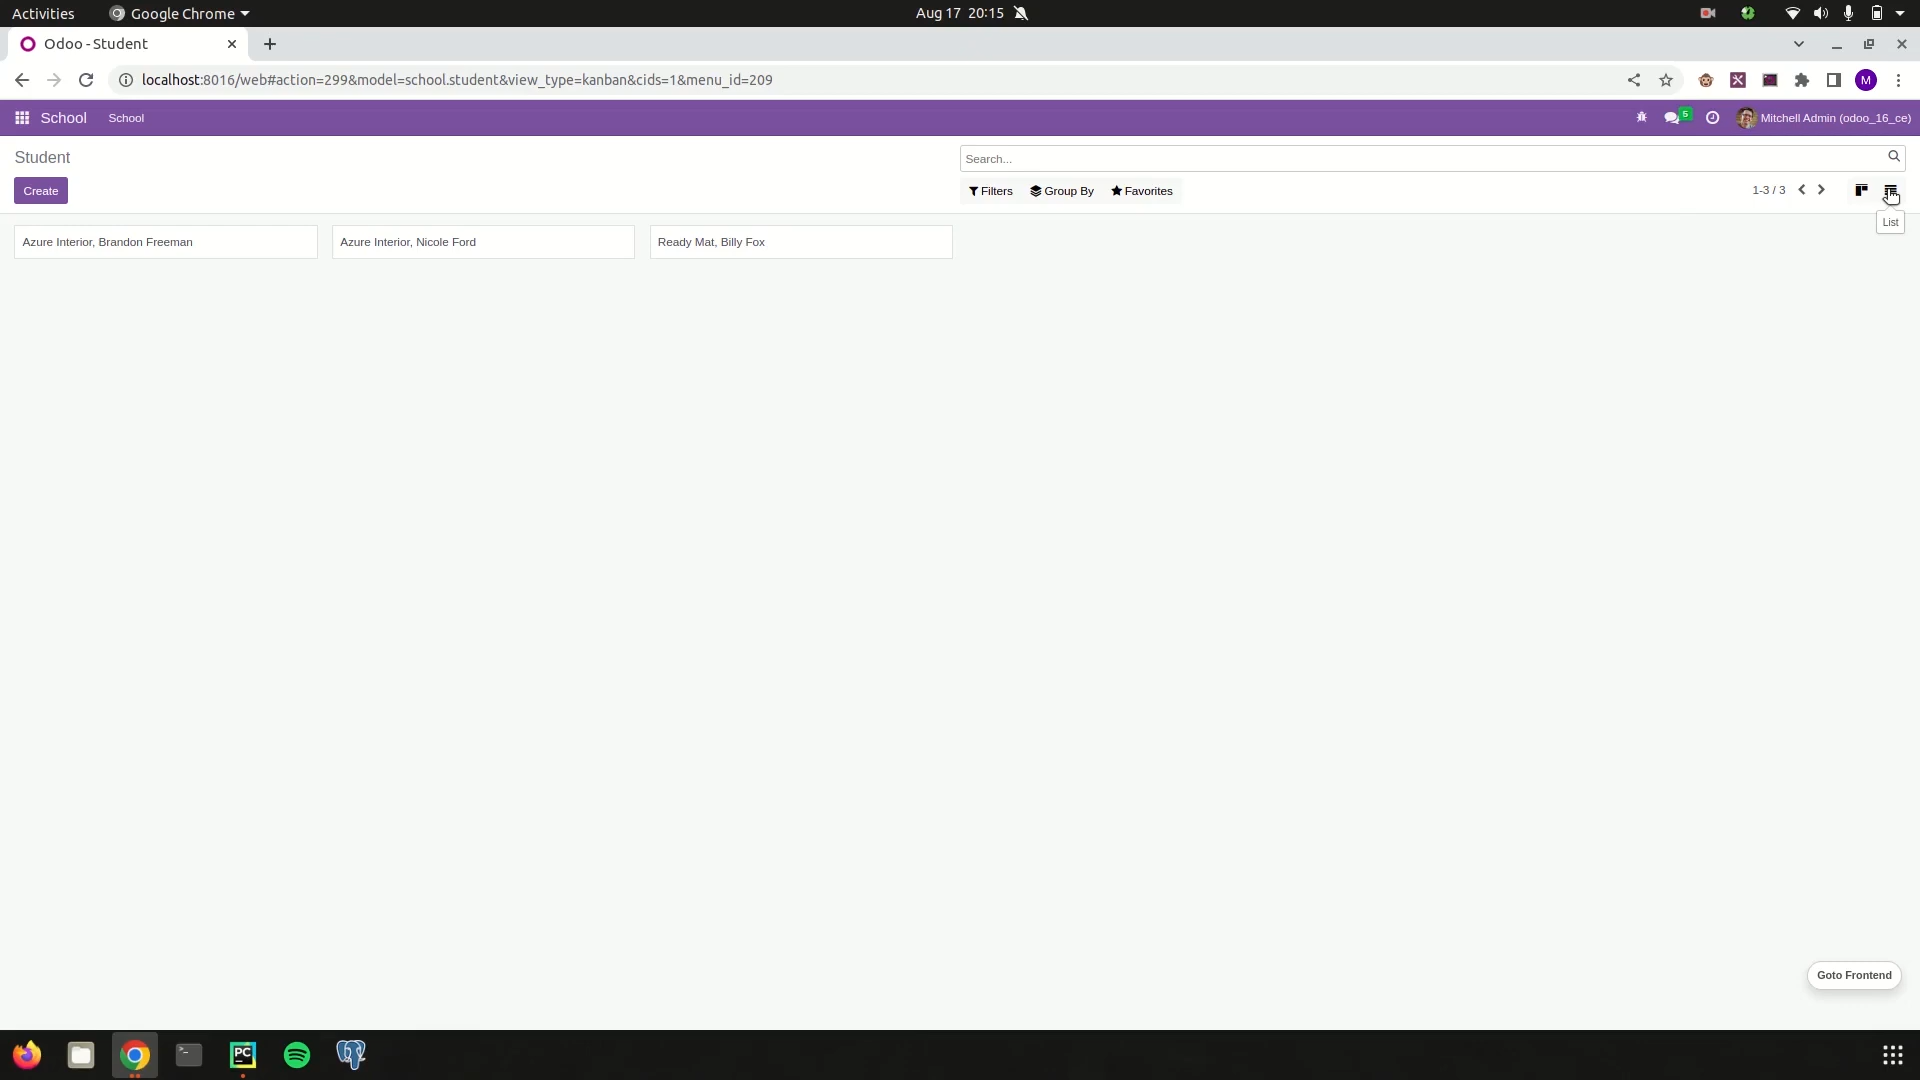 Activities Google Chrome Aug 17 20:15
Odoo - Student
localhost:8016/web#action=299&model=school.student&view_type=kanban&cids=1&menu_id=209 M
School School 5 Mitchell Admin (odoo_16_ce)
Student Search...
Create Filters Group By Favorites 1-3 / 3
List
Azure Interior, Brandon Freeman Azure Interior, Nicole Ford Ready Mat, Billy Fox
Goto Frontend
PC